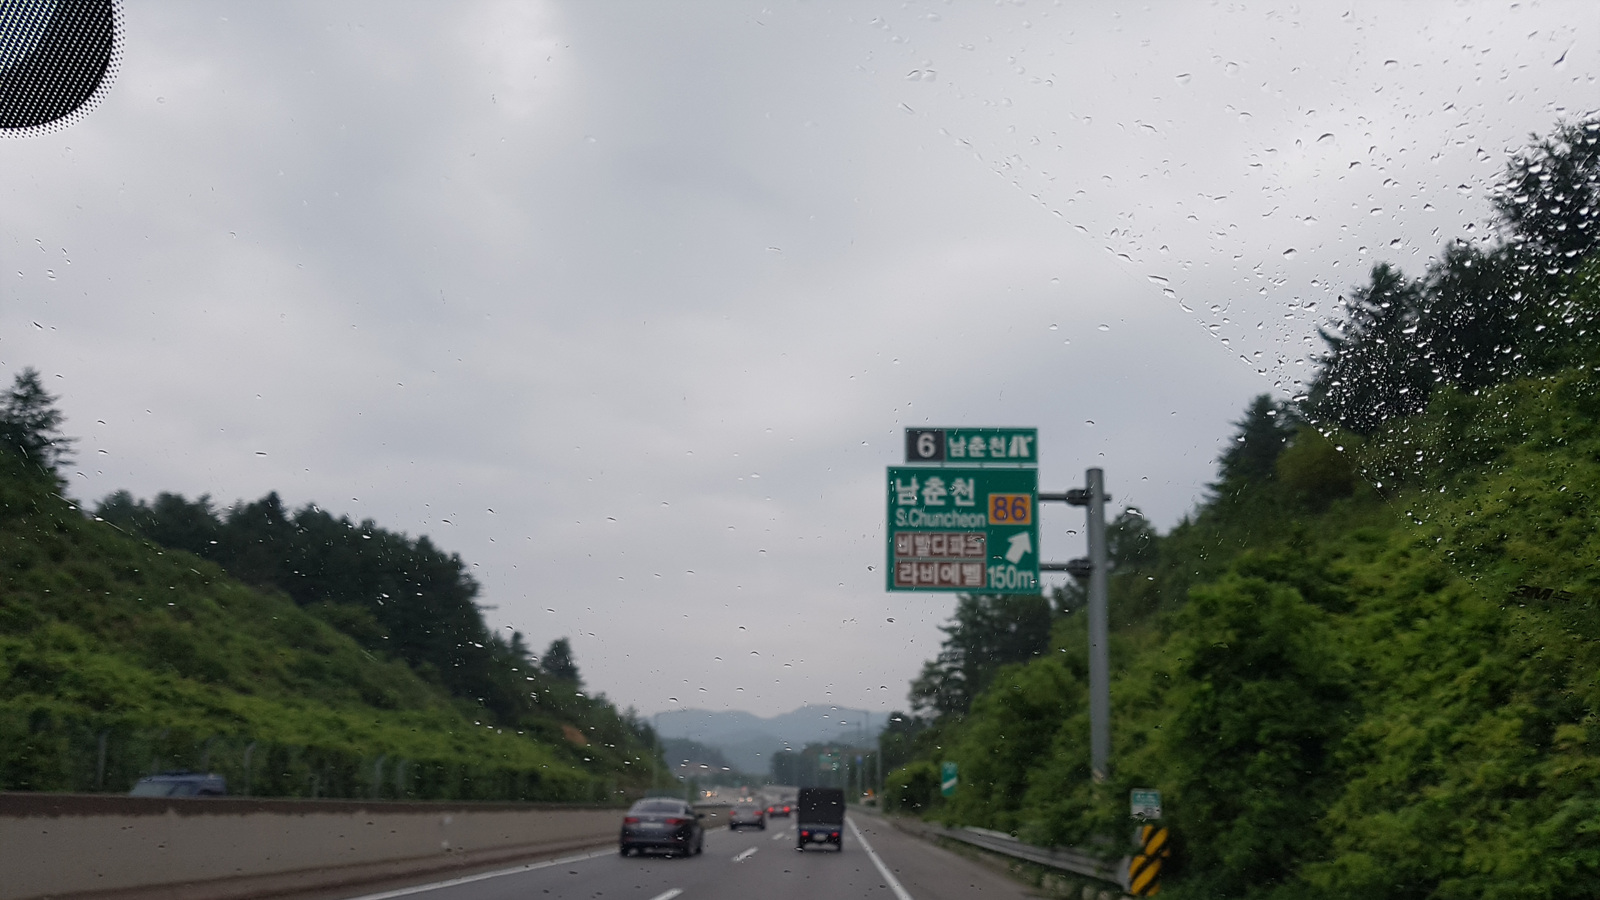 6 남춘천
남춘천
S.Chuncheon 86
비발디파크
라비에벨 150m
3M